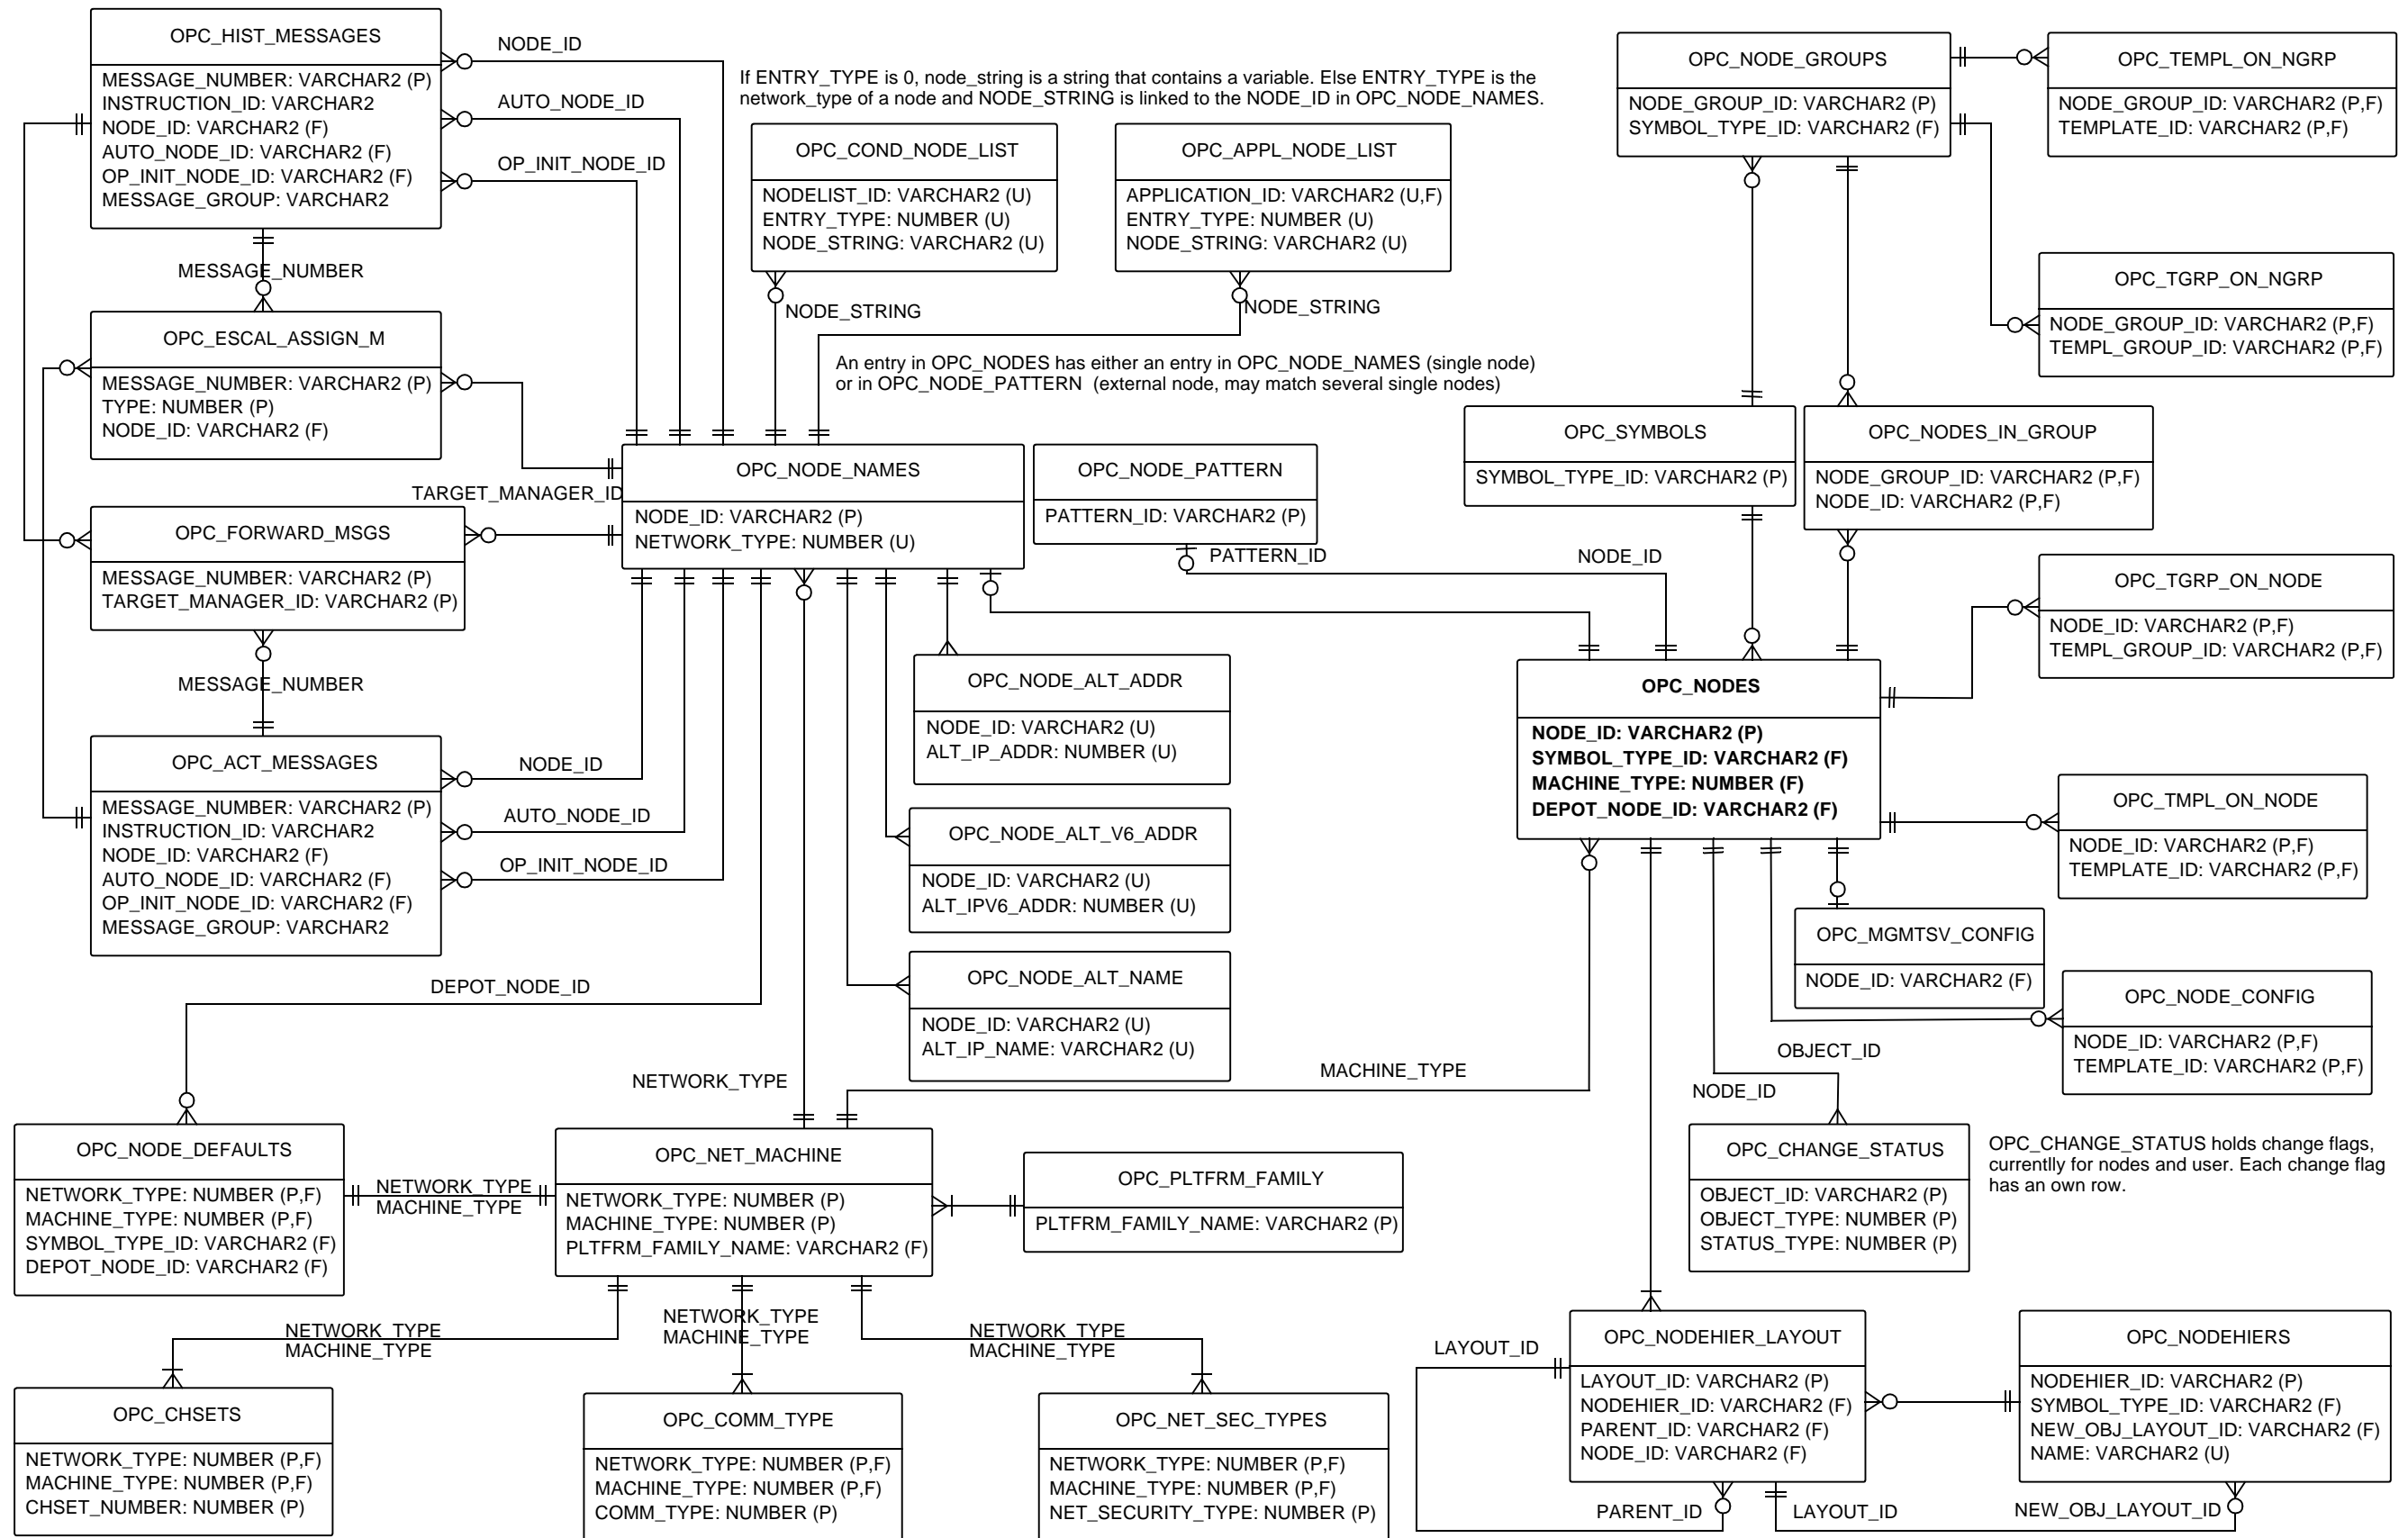 OPC_HIST_MESSAGES
MESSAGE_NUMBER: VARCHAR2 (P)
INSTRUCTION_ID: VARCHAR2
NODE_ID: VARCHAR2 (F)
AUTO_NODE_ID: VARCHAR2 (F)
OP_INIT_NODE_ID: VARCHAR2 (F)
MESSAGE_GROUP: VARCHAR2
NODE_ID
AUTO_NODE_ID
OP_INIT_NODE_ID
If ENTRY_TYPE is 0, node_string is a string that contains a variable. Else ENTRY_TYPE is the
network_type of a node and NODE_STRING is linked to the NODE_ID in OPC_NODE_NAMES.
OPC_COND_NODE_LIST
NODELIST_ID: VARCHAR2 (U)
ENTRY_TYPE: NUMBER (U)
NODE_STRING: VARCHAR2 (U)
OPC_APPL_NODE_LIST
APPLICATION_ID: VARCHAR2 (U,F)
ENTRY_TYPE: NUMBER (U)
NODE_STRING: VARCHAR2 (U)
OPC_NODE_GROUPS
NODE_GROUP_ID: VARCHAR2 (P)
SYMBOL_TYPE_ID: VARCHAR2 (F)
OPC_TEMPL_ON_NGRP
NODE_GROUP_ID: VARCHAR2 (P,F)
TEMPLATE_ID: VARCHAR2 (P,F)
OPC_TGRP_ON_NGRP
NODE_GROUP_ID: VARCHAR2 (P,F)
TEMPL_GROUP_ID: VARCHAR2 (P,F)
MESSAGE_NUMBER
NODE_STRING
NODE_STRING
OPC_ESCAL_ASSIGN_M
MESSAGE_NUMBER: VARCHAR2 (P)
TYPE: NUMBER (P)
NODE_ID: VARCHAR2 (F)
An entry in OPC_NODES has either an entry in OPC_NODE_NAMES (single node)
or in OPC_NODE_PATTERN (external node, may match several single nodes)
OPC_NODE_NAMES
NODE_ID: VARCHAR2 (P)
NETWORK_TYPE: NUMBER (U)
OPC_NODE_PATTERN
PATTERN_ID: VARCHAR2 (P)
OPC_SYMBOLS
SYMBOL_TYPE_ID: VARCHAR2 (P)
OPC_NODES_IN_GROUP
NODE_GROUP_ID: VARCHAR2 (P,F)
NODE_ID: VARCHAR2 (P,F)
TARGET_MANAGER_ID
OPC_FORWARD_MSGS
MESSAGE_NUMBER: VARCHAR2 (P)
TARGET_MANAGER_ID: VARCHAR2 (P)
PATTERN_ID
NODE_ID
OPC_TGRP_ON_NODE
NODE_ID: VARCHAR2 (P,F)
TEMPL_GROUP_ID: VARCHAR2 (P,F)
MESSAGE_NUMBER
OPC_NODE_ALT_ADDR
NODE_ID: VARCHAR2 (U)
ALT_IP_ADDR: NUMBER (U)
OPC_NODES
NODE_ID: VARCHAR2 (P)
SYMBOL_TYPE_ID: VARCHAR2 (F)
MACHINE_TYPE: NUMBER (F)
DEPOT_NODE_ID: VARCHAR2 (F)
OPC_ACT_MESSAGES
MESSAGE_NUMBER: VARCHAR2 (P)
INSTRUCTION_ID: VARCHAR2
NODE_ID: VARCHAR2 (F)
AUTO_NODE_ID: VARCHAR2 (F)
OP_INIT_NODE_ID: VARCHAR2 (F)
MESSAGE_GROUP: VARCHAR2
NODE_ID
AUTO_NODE_ID
OP_INIT_NODE_ID
OPC_NODE_ALT_V6_ADDR
NODE_ID: VARCHAR2 (U)
ALT_IPV6_ADDR: NUMBER (U)
OPC_TMPL_ON_NODE
NODE_ID: VARCHAR2 (P,F)
TEMPLATE_ID: VARCHAR2 (P,F)
OPC_MGMTSV_CONFIG
NODE_ID: VARCHAR2 (F)
DEPOT_NODE_ID
OPC_NODE_ALT_NAME
NODE_ID: VARCHAR2 (U)
ALT_IP_NAME: VARCHAR2 (U)
OPC_NODE_CONFIG
NODE_ID: VARCHAR2 (P,F)
TEMPLATE_ID: VARCHAR2 (P,F)
NETWORK_TYPE
MACHINE_TYPE
OBJECT_ID
NODE_ID
OPC_NODE_DEFAULTS
NETWORK_TYPE: NUMBER (P,F)
MACHINE_TYPE: NUMBER (P,F)
SYMBOL_TYPE_ID: VARCHAR2 (F)
DEPOT_NODE_ID: VARCHAR2 (F)
NETWORK_TYPE
MACHINE_TYPE
OPC_NET_MACHINE
NETWORK_TYPE: NUMBER (P)
MACHINE_TYPE: NUMBER (P)
PLTFRM_FAMILY_NAME: VARCHAR2 (F)
OPC_PLTFRM_FAMILY
PLTFRM_FAMILY_NAME: VARCHAR2 (P)
OPC_CHANGE_STATUS
OBJECT_ID: VARCHAR2 (P)
OBJECT_TYPE: NUMBER (P)
STATUS_TYPE: NUMBER (P)
OPC_CHANGE_STATUS holds change flags,
currentlly for nodes and user. Each change flag
has an own row.
NETWORK_TYPE
MACHINE_TYPE
NETWORK_TYPE
MACHINE_TYPE
NETWORK_TYPE
MACHINE_TYPE
OPC_CHSETS
NETWORK_TYPE: NUMBER (P,F)
MACHINE_TYPE: NUMBER (P,F)
CHSET_NUMBER: NUMBER (P)
OPC_COMM_TYPE
NETWORK_TYPE: NUMBER (P,F)
MACHINE_TYPE: NUMBER (P,F)
COMM_TYPE: NUMBER (P)
OPC_NET_SEC_TYPES
NETWORK_TYPE: NUMBER (P,F)
MACHINE_TYPE: NUMBER (P,F)
NET_SECURITY_TYPE: NUMBER (P)
LAYOUT_ID
OPC_NODEHIER_LAYOUT
LAYOUT_ID: VARCHAR2 (P)
NODEHIER_ID: VARCHAR2 (F)
PARENT_ID: VARCHAR2 (F)
NODE_ID: VARCHAR2 (F)
OPC_NODEHIERS
NODEHIER_ID: VARCHAR2 (P)
SYMBOL_TYPE_ID: VARCHAR2 (F)
NEW_OBJ_LAYOUT_ID: VARCHAR2 (F)
NAME: VARCHAR2 (U)
PARENT_ID
LAYOUT_ID
NEW_OBJ_LAYOUT_ID